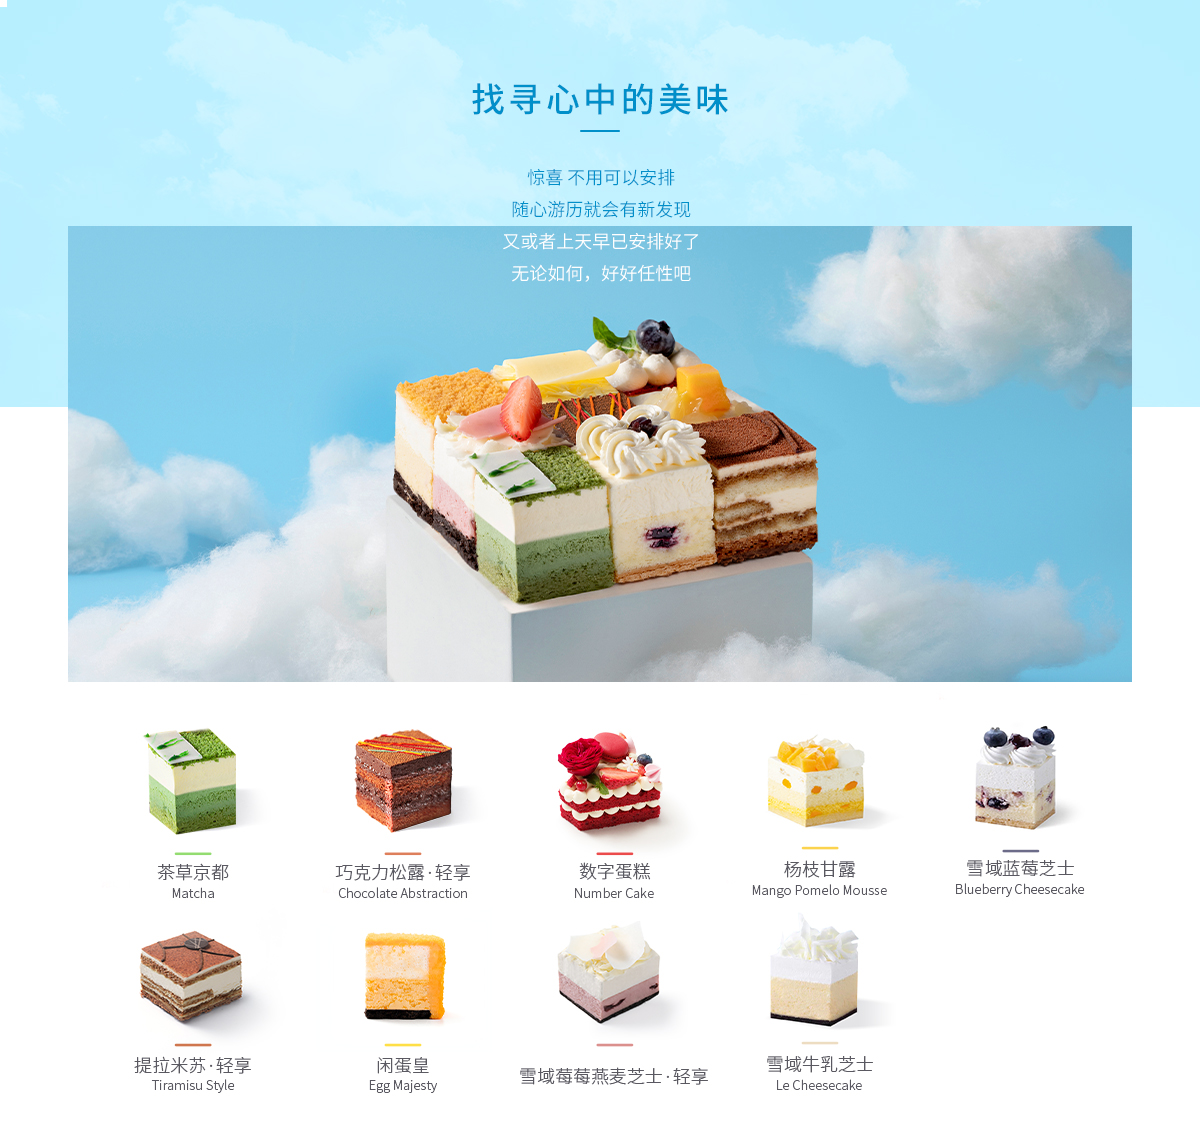 找寻心中的美味
惊喜 不用可以安排
随心游历就会有新发现
又或者上天早已安排好了
无论如何，好好任性吧
茶草京都
Matcha
巧克力松露·轻享
Chocolate Abstraction
数字蛋糕
Number Cake
杨枝甘露
Mango Pomelo Mousse
雪域蓝莓芝士
Blueberry Cheesecake
提拉米苏·轻享
Tiramisu Style
闲蛋皇
Egg Majesty
雪域莓莓燕麦芝士·轻享
雪域牛乳芝士
Le Cheesecake